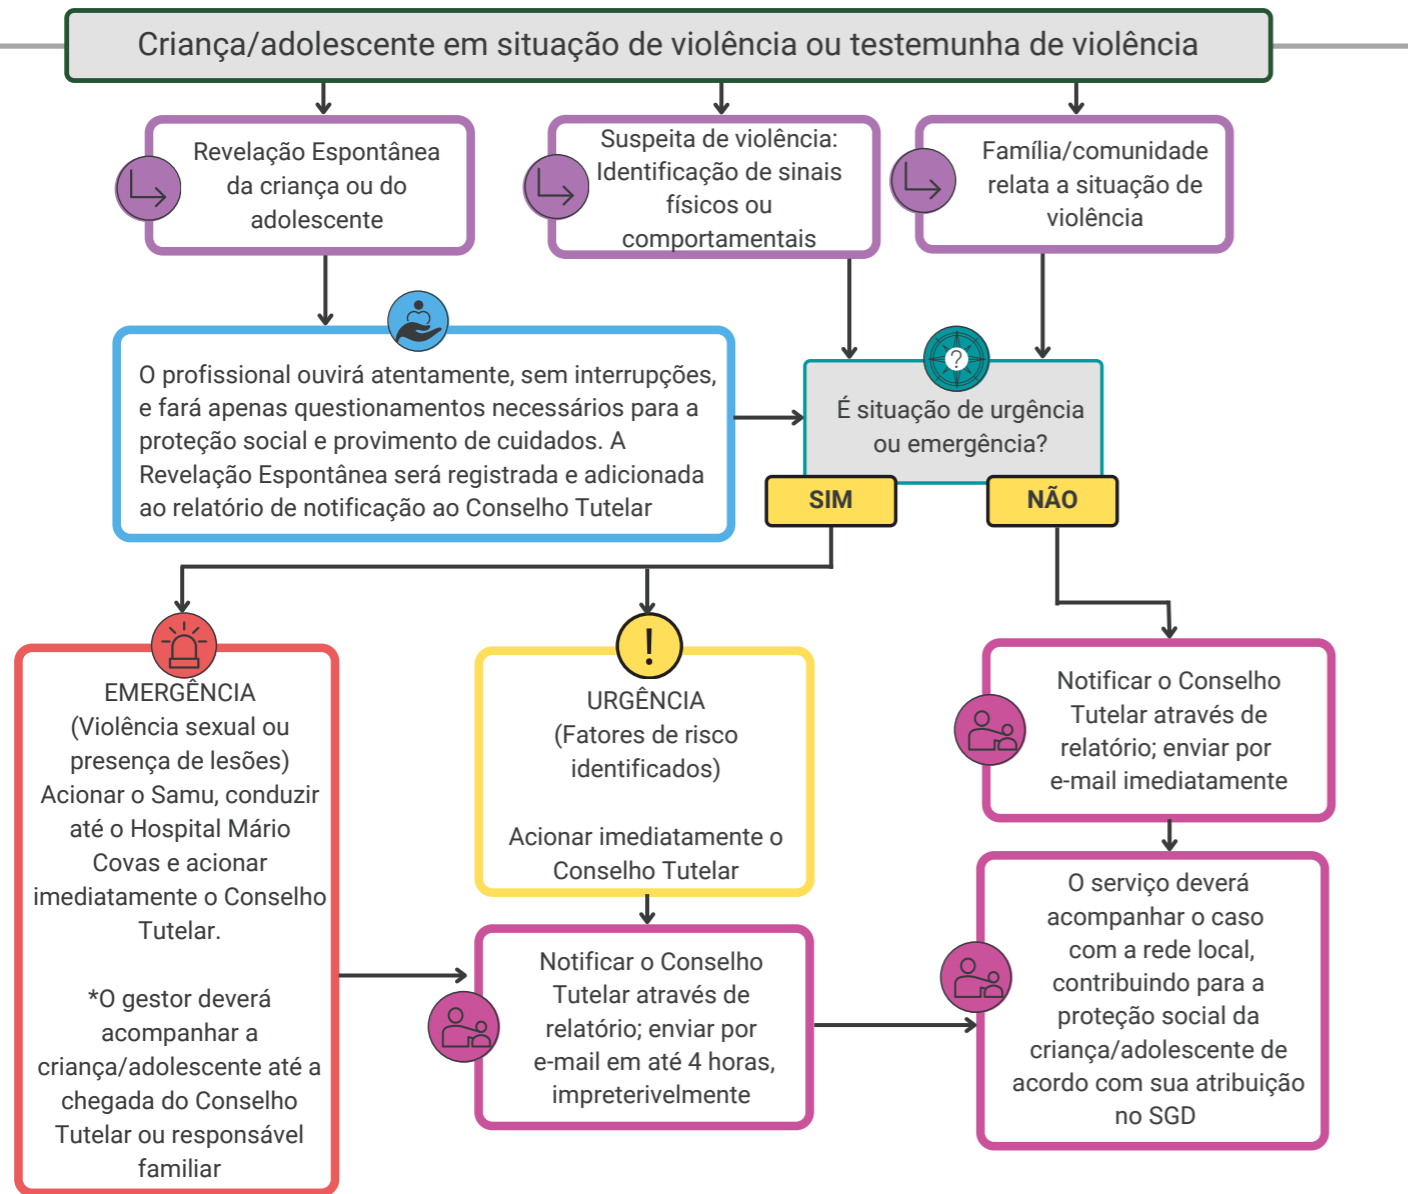 Criança/adolescente em situação de violência ou testemunha de violência
Revelação Espontânea
da criança ou do
adolescente
Suspeita de violência:
Identificação de sinais
físicos ou
comportamentais
Família/comunidade
relata a situação de
violência
O profissional ouvirá atentamente, sem interrupções,
e fará apenas questionamentos necessários para a
proteção social e provimento de cuidados. A
Revelação Espontânea será registrada e adicionada
ao relatório de notificação ao Conselho Tutelar
?
É situação de urgência
ou emergência?
SIM
NÃO
EMERGÊNCIA
(Violência sexual ou
presença de lesões)
Acionar o Samu, conduzir
até o Hospital Mário
Covas e acionar
imediatamente o Conselho
Tutelar.
*O gestor deverá
acompanhar a
criança/adolescente até a
chegada do Conselho
Tutelar ou responsável
familiar
!
URGÊNCIA
(Fatores de risco
identificados)
Acionar imediatamente o
Conselho Tutelar
Notificar o Conselho
Tutelar através de
relatório; enviar por
e-mail em até 4 horas,
impreterivelmente
Notificar o Conselho
Tutelar através de
relatório; enviar por
e-mail imediatamente
O serviço deverá
acompanhar o caso
com a rede local,
contribuindo para a
proteção social da
criança/adolescente de
acordo com sua atribuição
no SGD